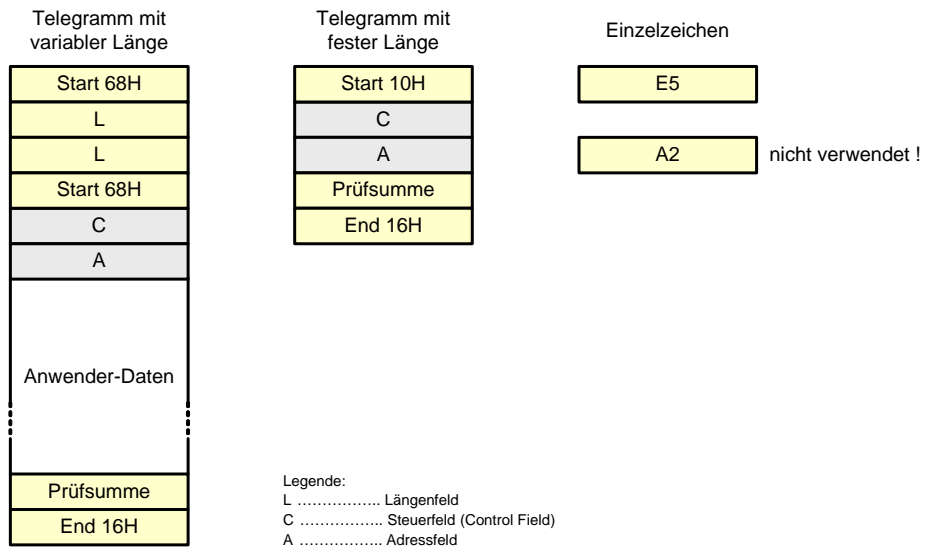 Telegramm mit
variabler Länge
Start 68H
L
L
Start 68H
C
A
Anwender-Daten
Prüfsumme
End 16H
Telegramm mit
fester Länge
Start 10H
C
A
Prüfsumme
End 16H
Einzelzeichen
E5
A2 nicht verwendet !
Legende:
L …………….. Längenfeld
C …………….. Steuerfeld (Control Field)
A …………….. Adressfeld